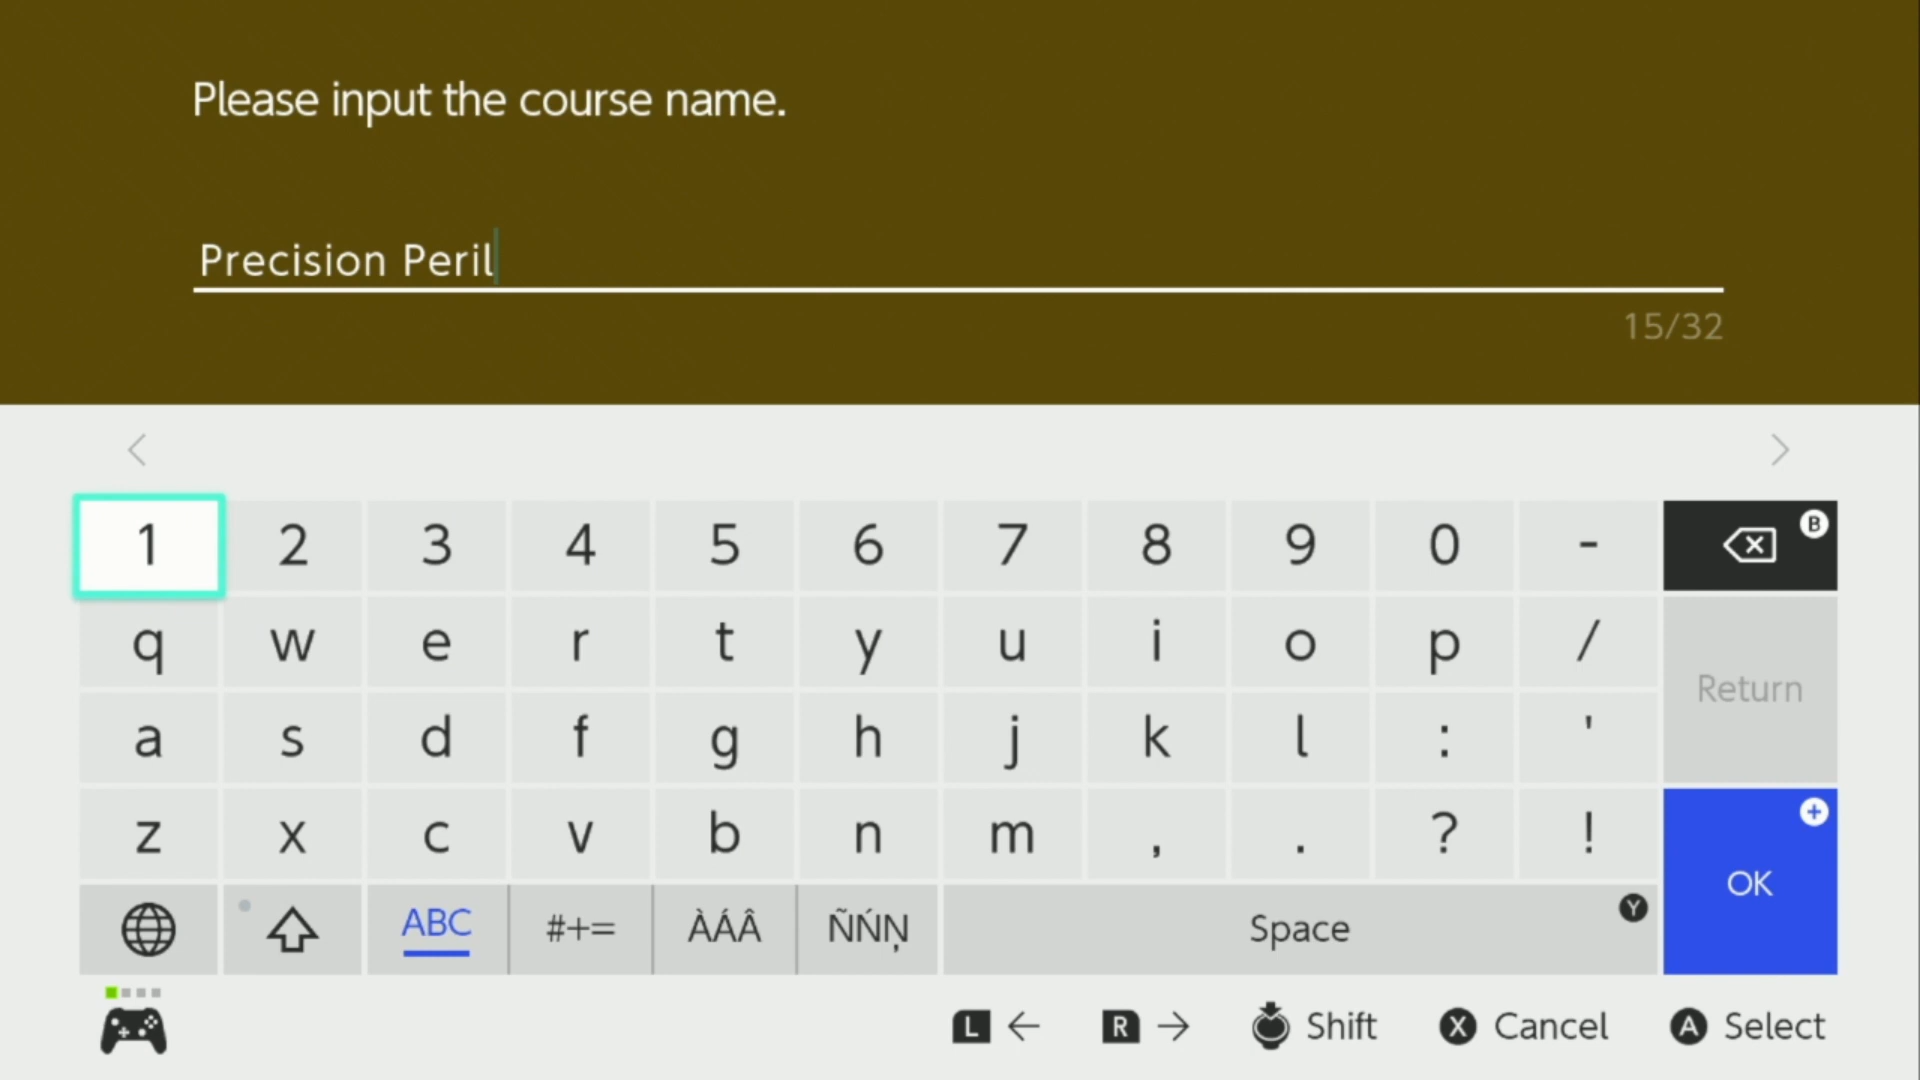 Please input the course name.
Precision Peril
15/32
1 2 3 4 5 6 7 8 9 0 -
B
q w e r t y u i o p /
Return
a s d f g h j k l : '
z x c v b n m , . ? !
OK
ABC #+= ÀÁÂ ÑŃŅ Space Y
L ← R → Shift X Cancel A Select